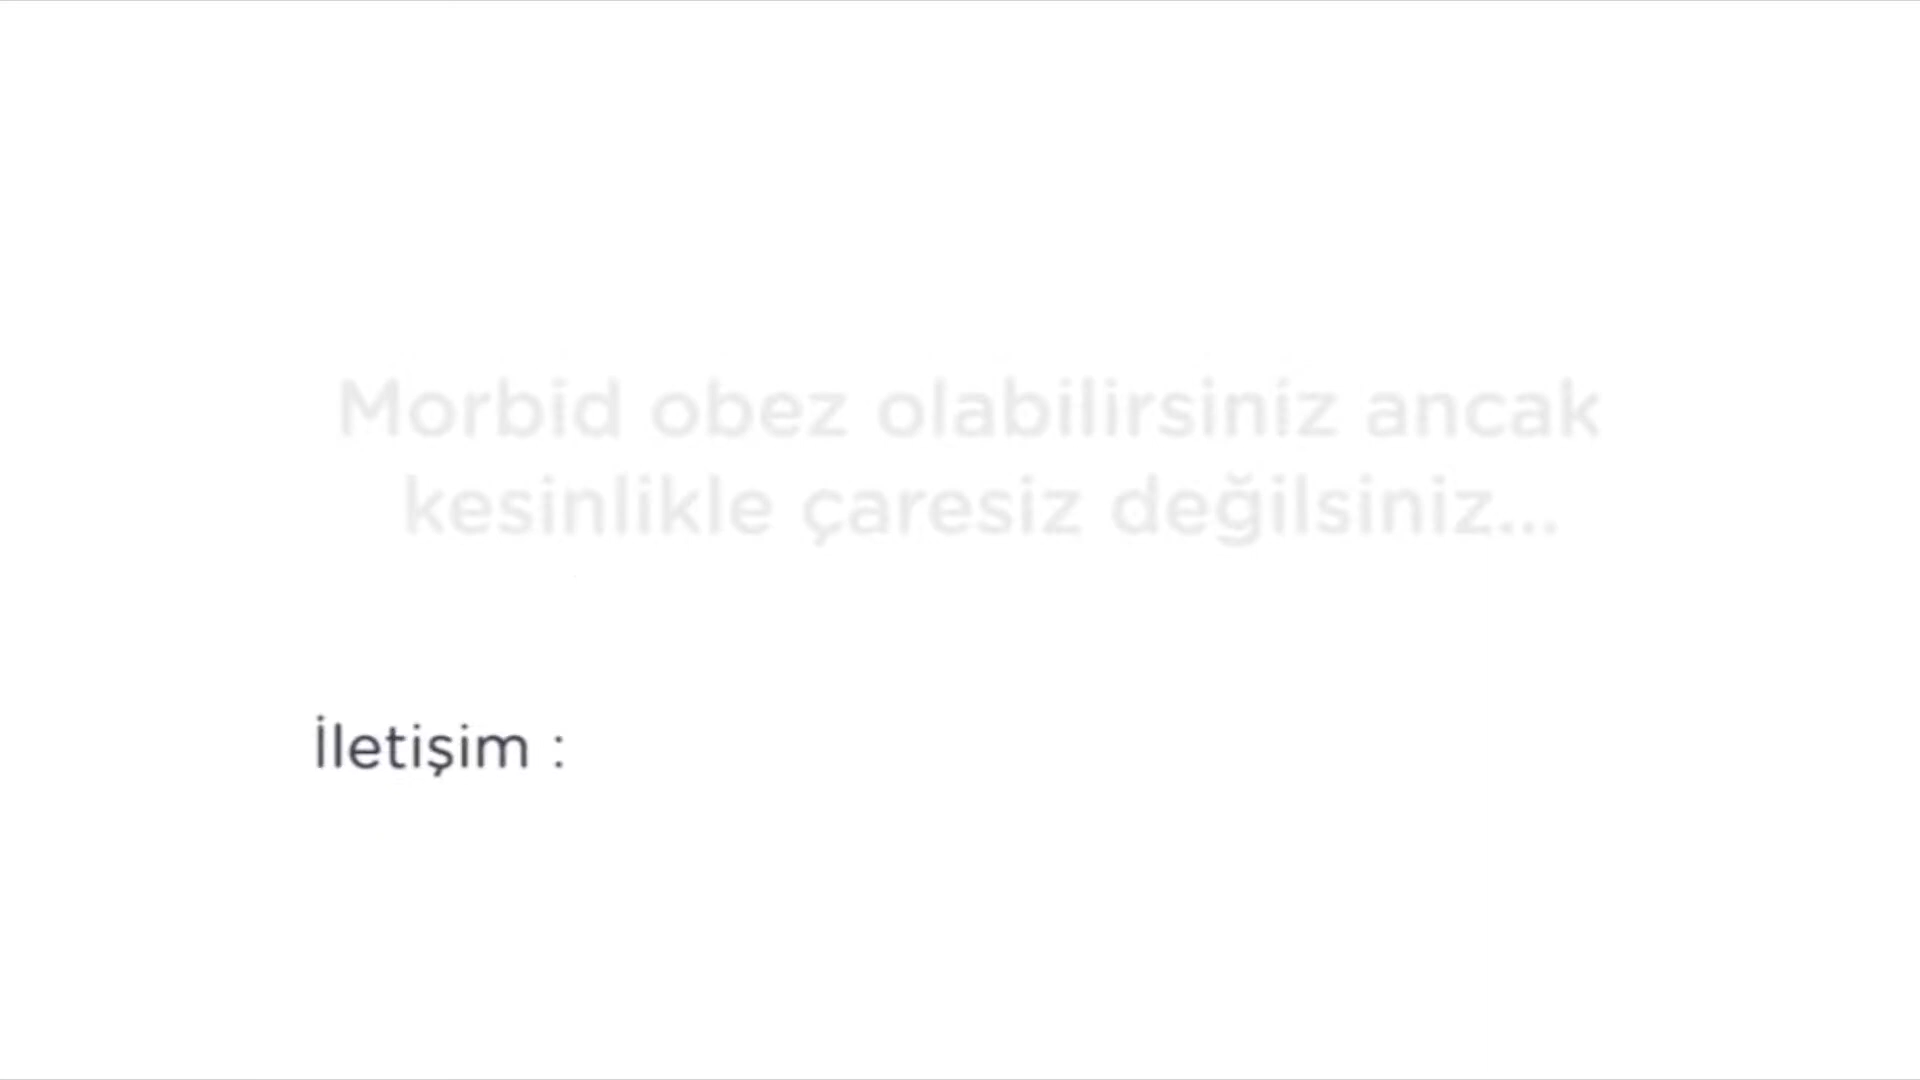 Morbid obez olabilirsiniz ancak
kesinlikle çaresiz değilsiniz...
İletişim :